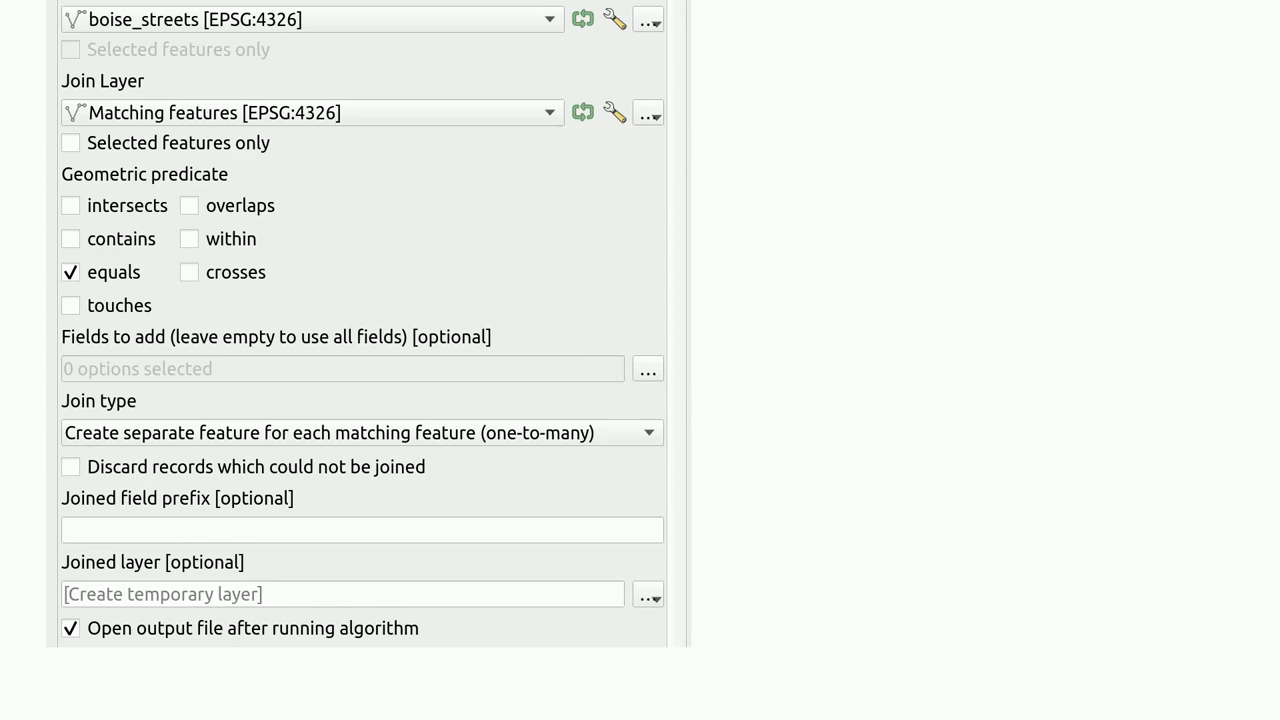 boise_streets [EPSG:4326]
...
Selected features only
Join Layer
Matching features [EPSG:4326]
...
Selected features only
Geometric predicate
intersects overlaps
contains within
equals crosses
touches
Fields to add (leave empty to use all fields) [optional]
0 options selected
...
Join type
Create separate feature for each matching feature (one-to-many)
Discard records which could not be joined
Joined field prefix [optional]
Joined layer [optional]
[Create temporary layer]
...
Open output file after running algorithm